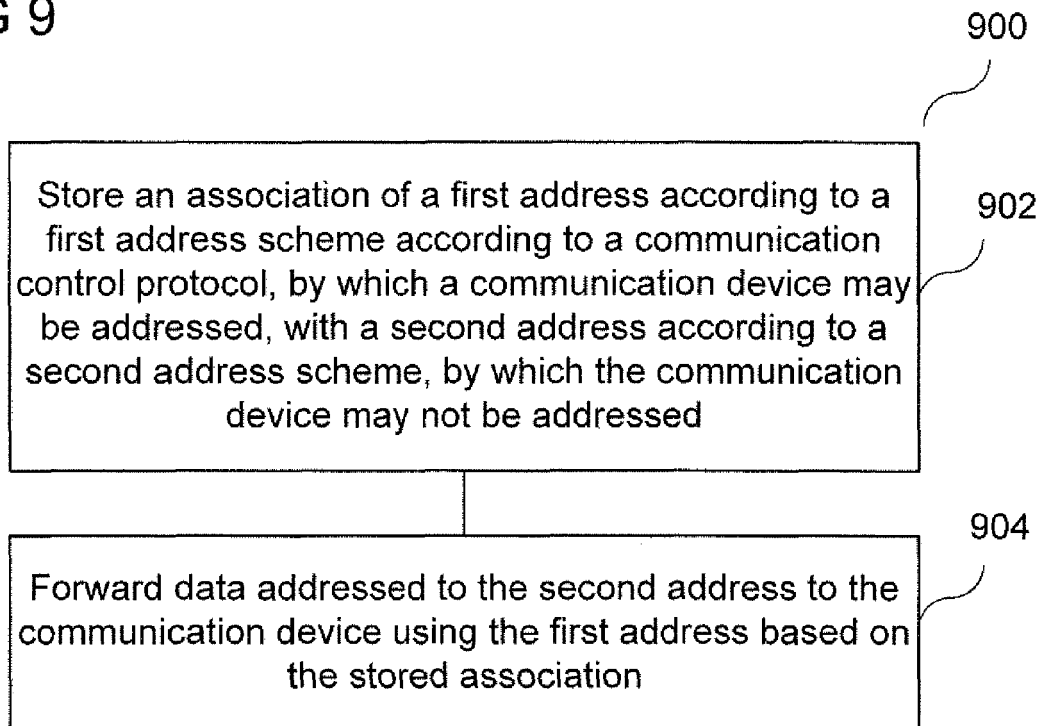 G 9
900
Store an association of a first address according to a
first address scheme according to a communication
control protocol, by which a communication device may
be addressed, with a second address according to a
second address scheme, by which the communication
device may not be addressed
902
Forward data addressed to the second address to the
communication device using the first address based on
the stored association
904